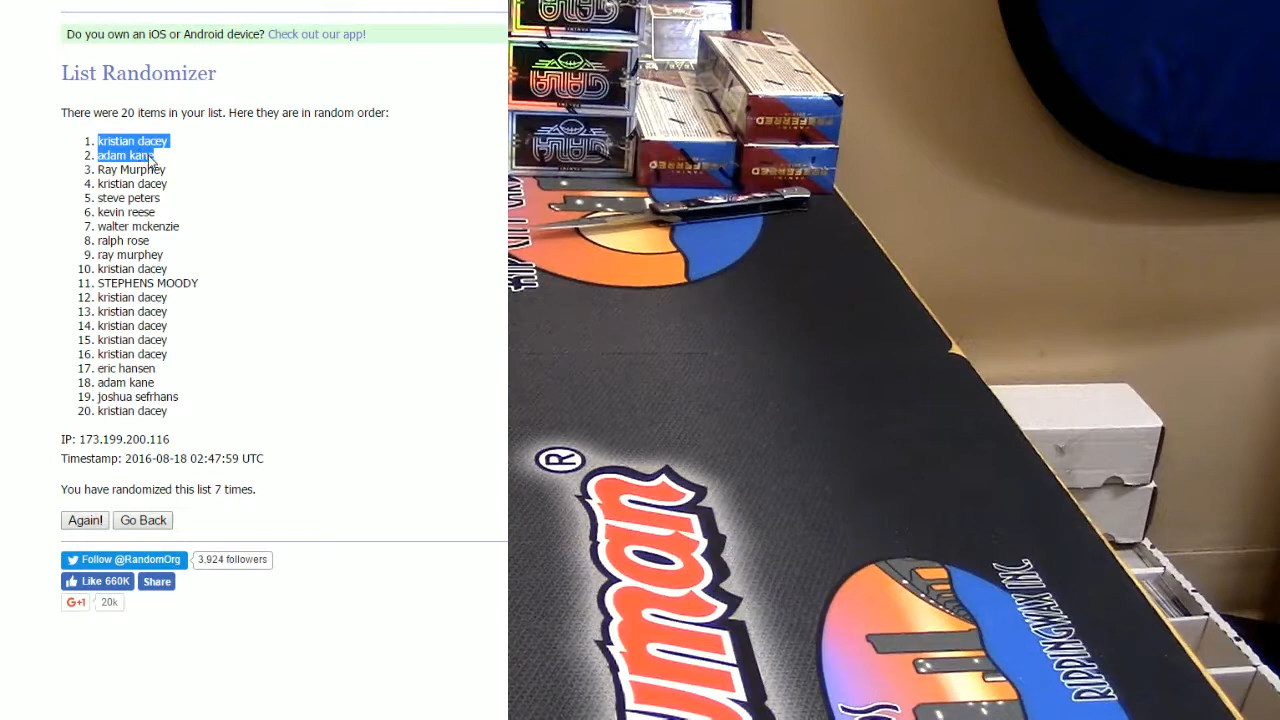 Do you own an iOS or Android device? Check out our app!
List Randomizer
There were 20 items in your list. Here they are in random order:
1. kristian dacey
2. adam kane
3. Ray Murphey
4. kristian dacey
5. steve peters
6. kevin reese
7. walter mckenzie
8. ralph rose
9. ray murphey
10. kristian dacey
11. STEPHENS MOODY
12. kristian dacey
13. kristian dacey
14. kristian dacey
15. kristian dacey
16. kristian dacey
17. eric hansen
18. adam kane
19. joshua sefrhans
20. kristian dacey
IP: 173.199.200.116
Timestamp: 2016-08-18 02:47:59 UTC
You have randomized this list 7 times.
Again! Go Back
Follow @RandomOrg 3,924 followers
Like 660K Share
G+1 20k
PREFERRED
PANINI
PREFERRED
PREFERRED
®
RIPPINGWAX INC.